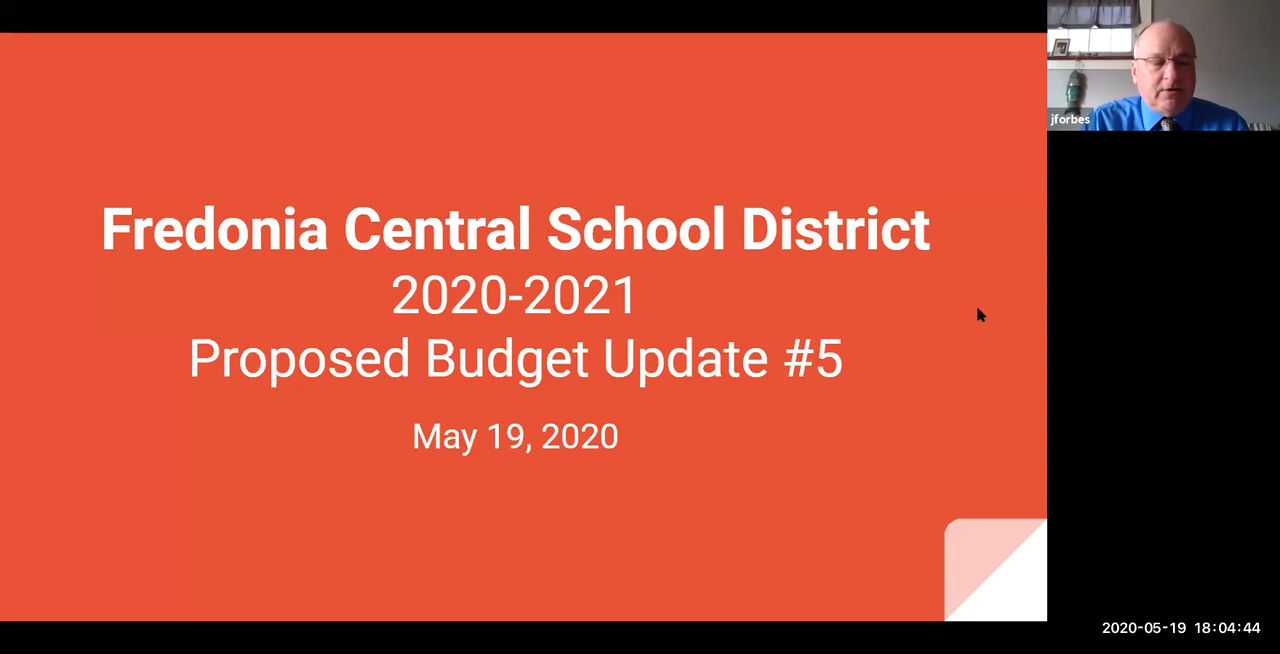 jforbes
Fredonia Central School District
2020-2021
Proposed Budget Update #5
May 19, 2020
2020-05-19 18:04:44